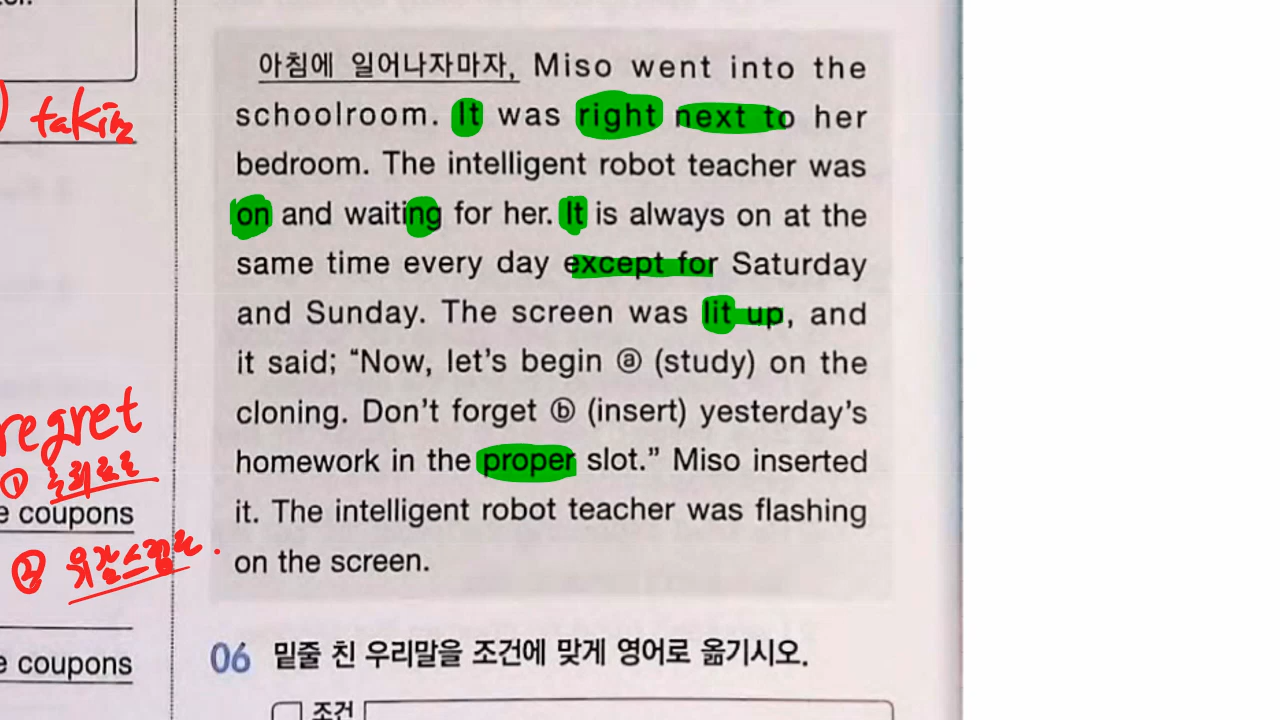 taking
regret
①
e coupons
②
e coupons
아침에 일어나자마자, Miso went into the
schoolroom. It was right next to her
bedroom. The intelligent robot teacher was
on and waiting for her. It is always on at the
same time every day except for Saturday
and Sunday. The screen was lit up, and
it said; “Now, let’s begin ⓐ (study) on the
cloning. Don’t forget ⓑ (insert) yesterday’s
homework in the proper slot.” Miso inserted
it. The intelligent robot teacher was flashing
on the screen.
06 밑줄 친 우리말을 조건에 맞게 영어로 옮기시오.
조건